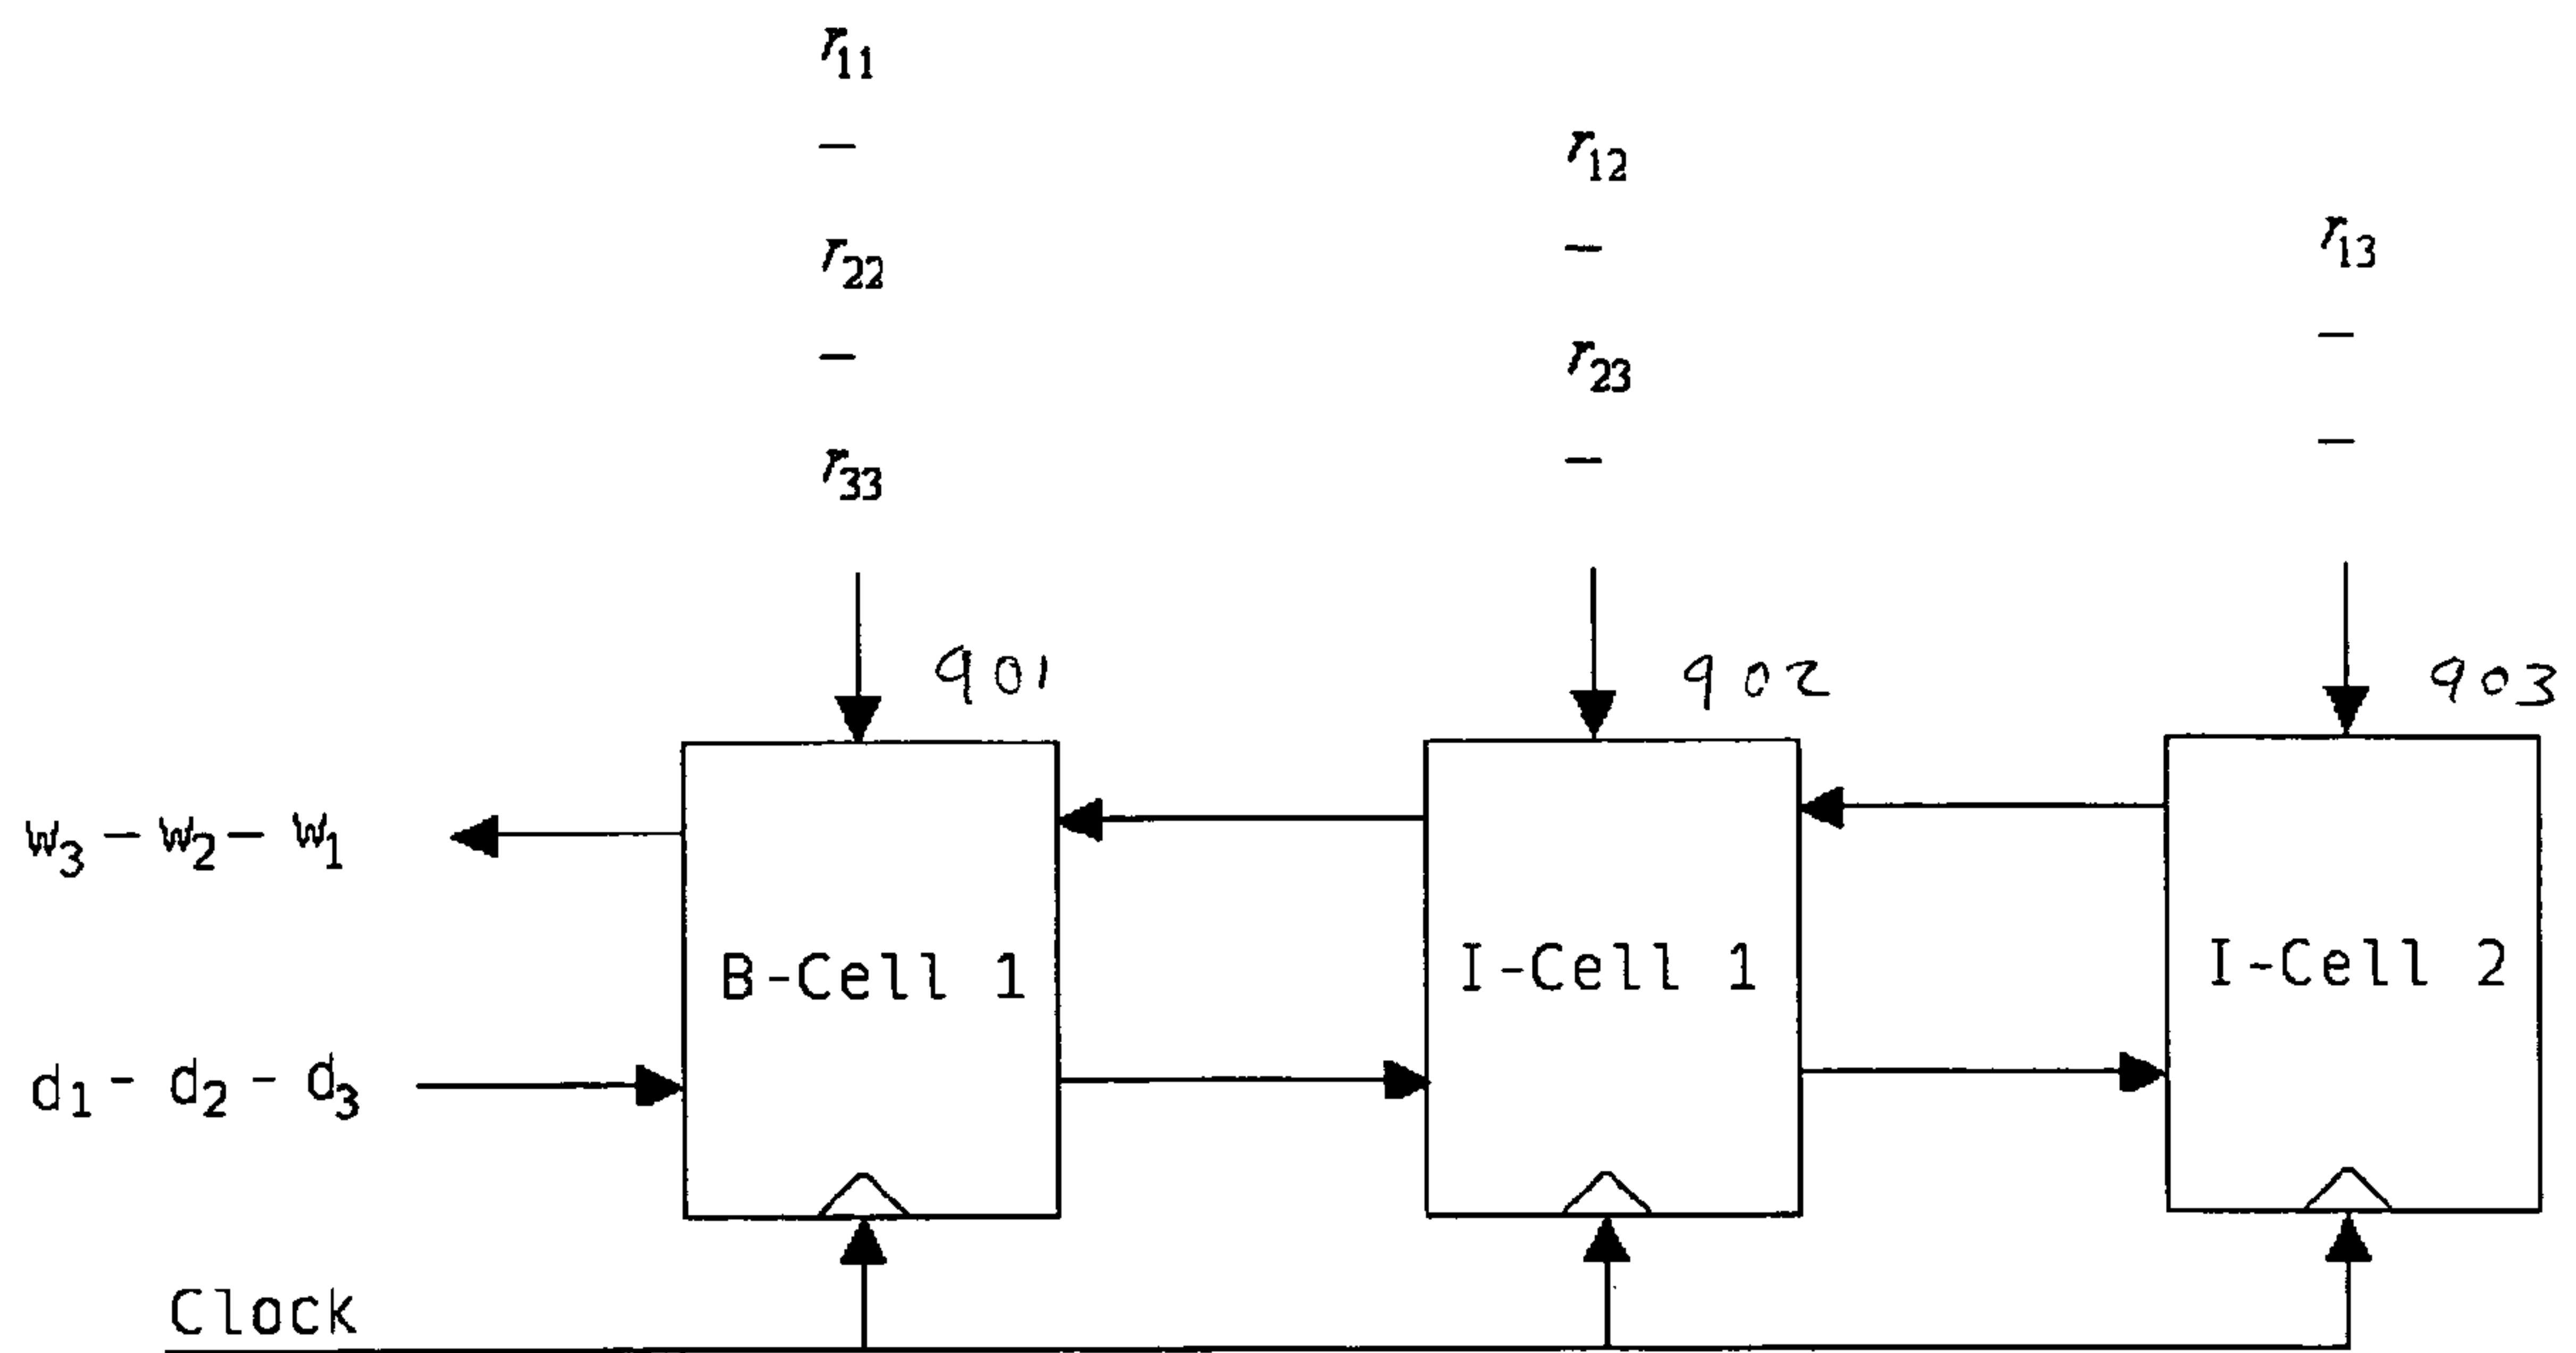 r11
–
r12
–
r22
–
r13
–
r23
–
–
–
r33
901
902
903
w3 – w2 – w1
B-Cell 1
I-Cell 1
I-Cell 2
d1 - d2 - d3
Clock